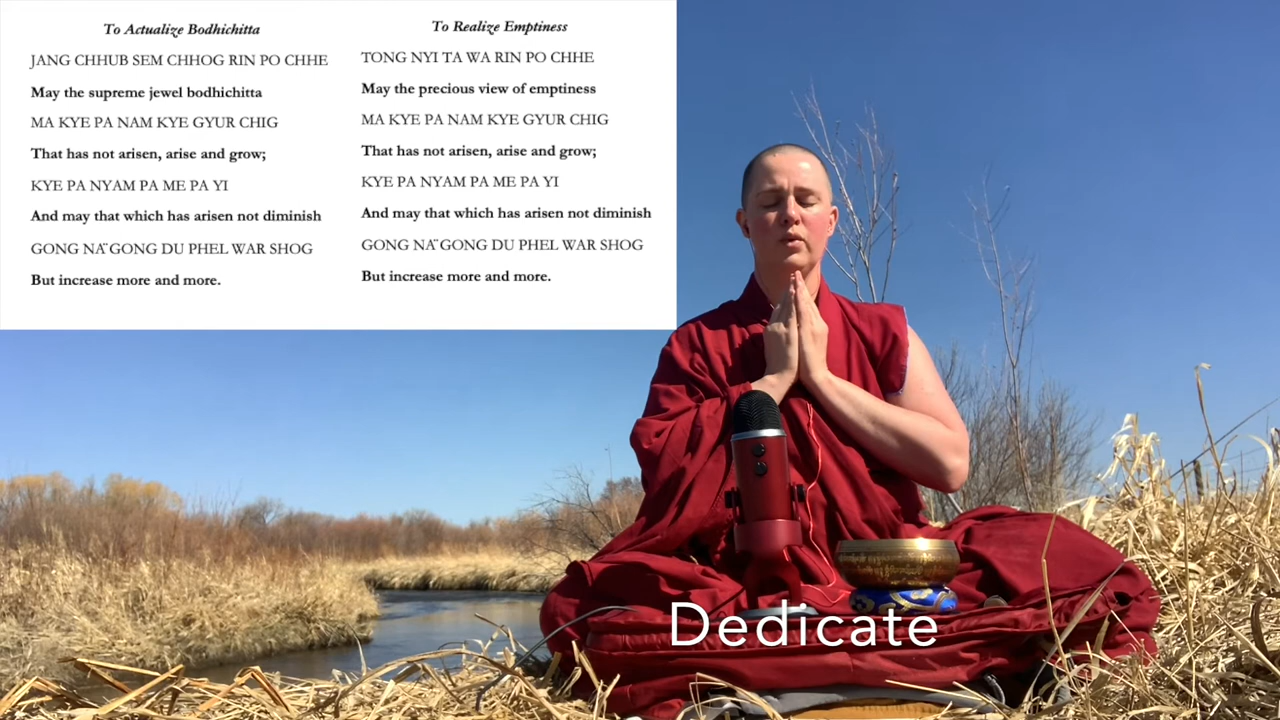 To Actualize Bodhichitta
JANG CHHUB SEM CHHOG RIN PO CHHE
May the supreme jewel bodhichitta
MA KYE PA NAM KYE GYUR CHIG
That has not arisen, arise and grow;
KYE PA NYAM PA ME PA YI
And may that which has arisen not diminish
GONG NÄ GONG DU PHEL WAR SHOG
But increase more and more.
To Realize Emptiness
TONG NYI TA WA RIN PO CHHE
May the precious view of emptiness
MA KYE PA NAM KYE GYUR CHIG
That has not arisen, arise and grow;
KYE PA NYAM PA ME PA YI
And may that which has arisen not diminish
GONG NÄ GONG DU PHEL WAR SHOG
But increase more and more.
Dedicate